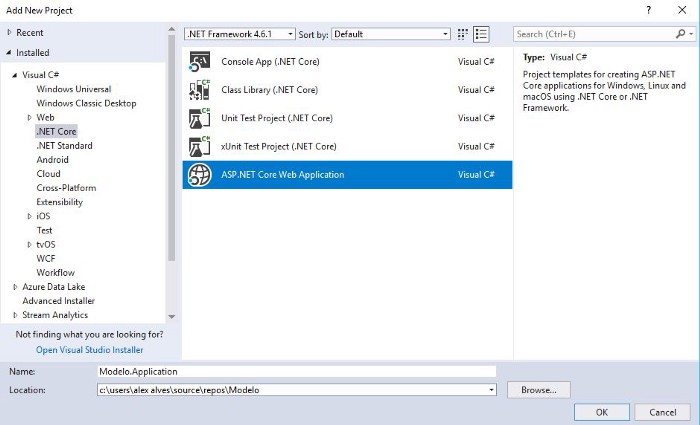 Add New Project
? ×
Recent
Installed
Visual C#
Windows Universal
Windows Classic Desktop
Web
.NET Core
.NET Standard
Android
Cloud
Cross-Platform
Extensibility
iOS
Test
tvOS
WCF
Workflow
Azure Data Lake
Advanced Installer
Stream Analytics
Not finding what you are looking for?
Open Visual Studio Installer
.NET Framework 4.6.1 Sort by: Default
Console App (.NET Core) Visual C#
Class Library (.NET Core) Visual C#
Unit Test Project (.NET Core) Visual C#
xUnit Test Project (.NET Core) Visual C#
ASP.NET Core Web Application Visual C#
Search (Ctrl+E)
Type: Visual C#
Project templates for creating ASP.NET
Core applications for Windows, Linux and
macOS using .NET Core or .NET
Framework.
Name: Modelo.Application
Location: c:\users\alex alves\source\repos\Modelo
Browse...
OK Cancel